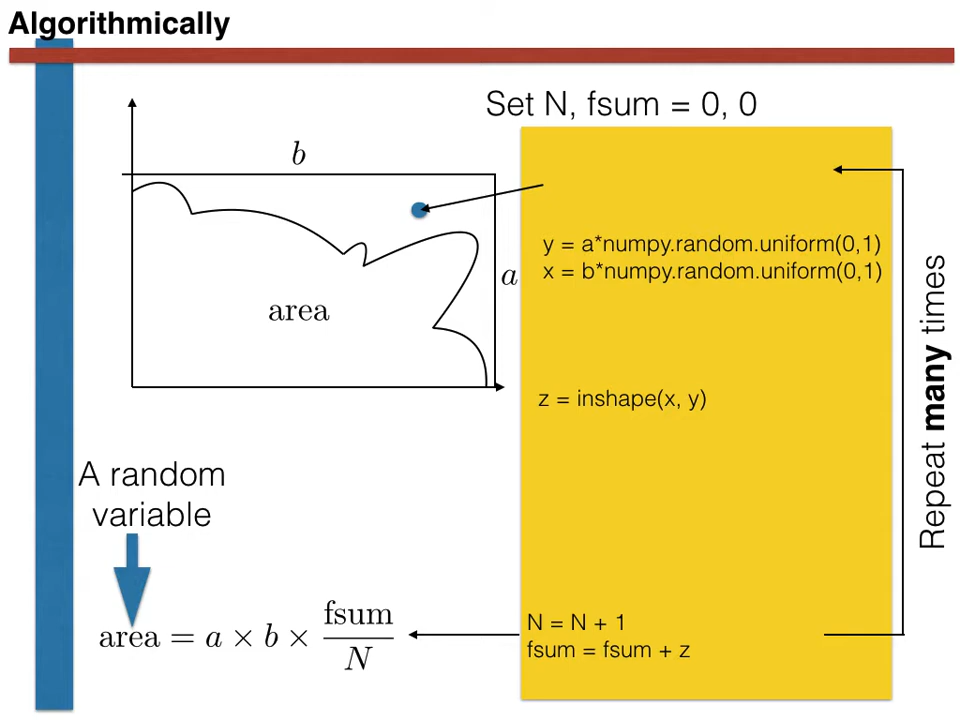 Algorithmically
Set N, fsum = 0, 0
b
a
area
y = a*numpy.random.uniform(0,1)
x = b*numpy.random.uniform(0,1)
z = inshape(x, y)
Repeat many times
A random
variable
area = a × b × fsum / N
N = N + 1
fsum = fsum + z